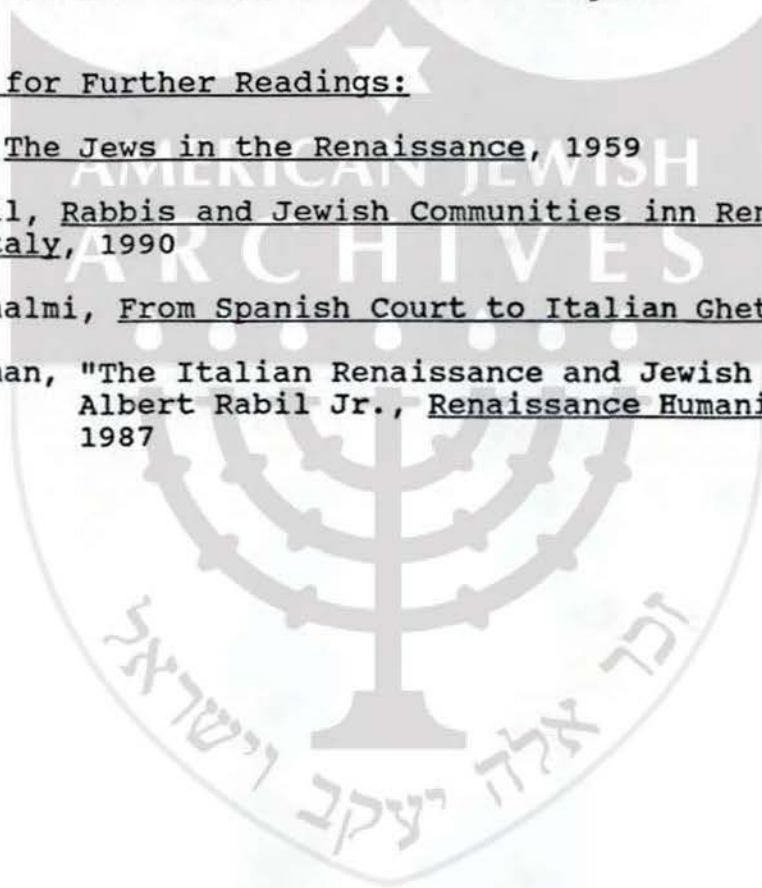 for Further Readings:
The Jews in the Renaissance, 1959
AMERICAN JEWISH
l, Rabbis and Jewish Communities inn Ren
taly, 1990
ARCHIVES
almi, From Spanish Court to Italian Ghet
an, "The Italian Renaissance and Jewish
Albert Rabil Jr., Renaissance Humani
1987
זכר אלה יעקב וישראל